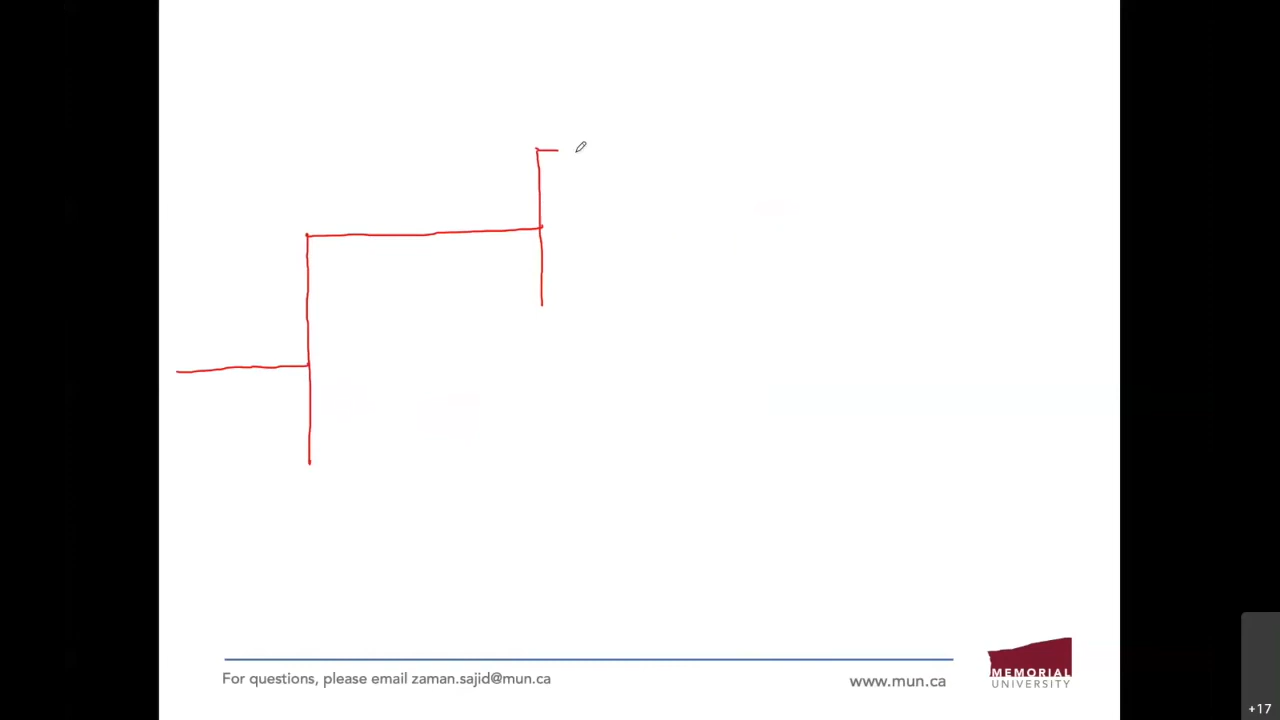 For questions, please email zaman.sajid@mun.ca
www.mun.ca
MEMORIAL
UNIVERSITY
+17